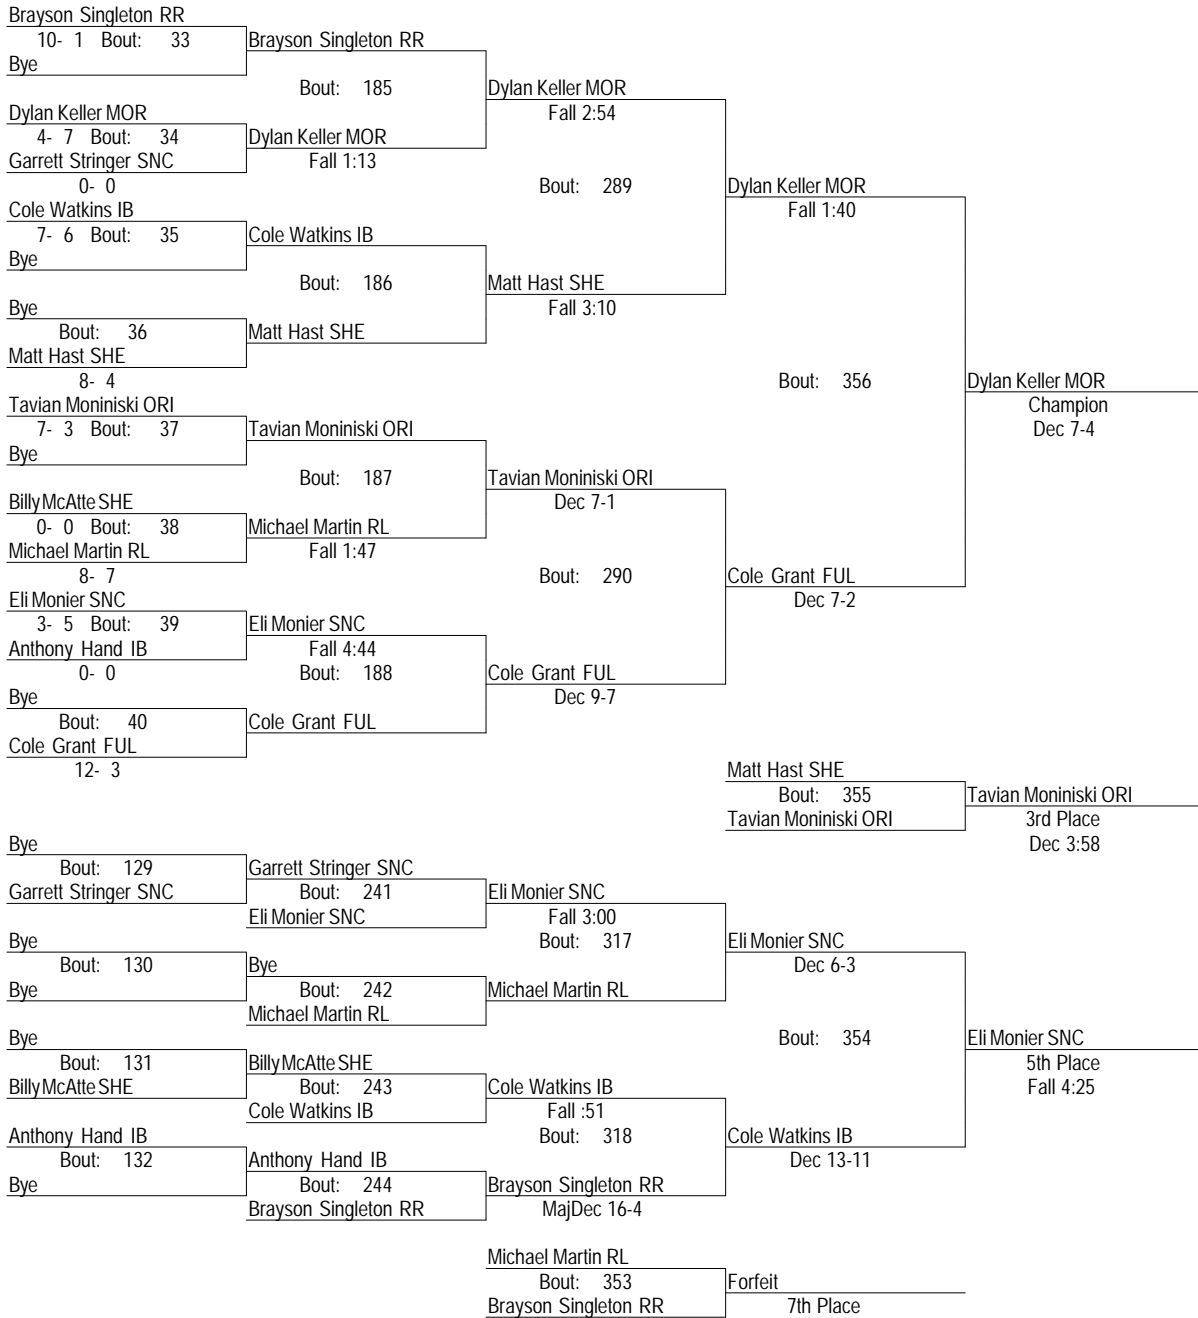 Brayson Singleton RR
10- 1 Bout: 33 Brayson Singleton RR
Bye
Bout: 185 Dylan Keller MOR
Dylan Keller MOR Fall 2:54
4- 7 Bout: 34 Dylan Keller MOR
Garrett Stringer SNC Fall 1:13
0- 0 Bout: 289 Dylan Keller MOR
Cole Watkins IB Fall 1:40
7- 6 Bout: 35 Cole Watkins IB
Bye
Bout: 186 Matt Hast SHE
Bye Fall 3:10
Bout: 36 Matt Hast SHE
Matt Hast SHE
8- 4 Bout: 356 Dylan Keller MOR
Tavian Moniniski ORI Champion
7- 3 Bout: 37 Tavian Moniniski ORI Dec 7-4
Bye
Bout: 187 Tavian Moniniski ORI
Billy McAtte SHE Dec 7-1
0- 0 Bout: 38 Michael Martin RL
Michael Martin RL Fall 1:47
8- 7 Bout: 290 Cole Grant FUL
Eli Monier SNC Dec 7-2
3- 5 Bout: 39 Eli Monier SNC
Anthony Hand IB Fall 4:44
0- 0 Bout: 188 Cole Grant FUL
Bye Dec 9-7
Bout: 40 Cole Grant FUL
Cole Grant FUL
12- 3 Matt Hast SHE
Bout: 355 Tavian Moniniski ORI
Tavian Moniniski ORI 3rd Place
Bye Dec 3:58
Bout: 129 Garrett Stringer SNC
Garrett Stringer SNC Bout: 241 Eli Monier SNC
Eli Monier SNC Fall 3:00
Bye Bout: 317 Eli Monier SNC
Bout: 130 Bye Dec 6-3
Bye Bout: 242 Michael Martin RL
Michael Martin RL
Bye Bout: 354 Eli Monier SNC
Bout: 131 Billy McAtte SHE 5th Place
Billy McAtte SHE Bout: 243 Cole Watkins IB Fall 4:25
Cole Watkins IB Fall :51
Anthony Hand IB Bout: 318 Cole Watkins IB
Bout: 132 Anthony Hand IB Dec 13-11
Bye Bout: 244 Brayson Singleton RR
Brayson Singleton RR MajDec 16-4
Michael Martin RL
Bout: 353 Forfeit
Brayson Singleton RR 7th Place